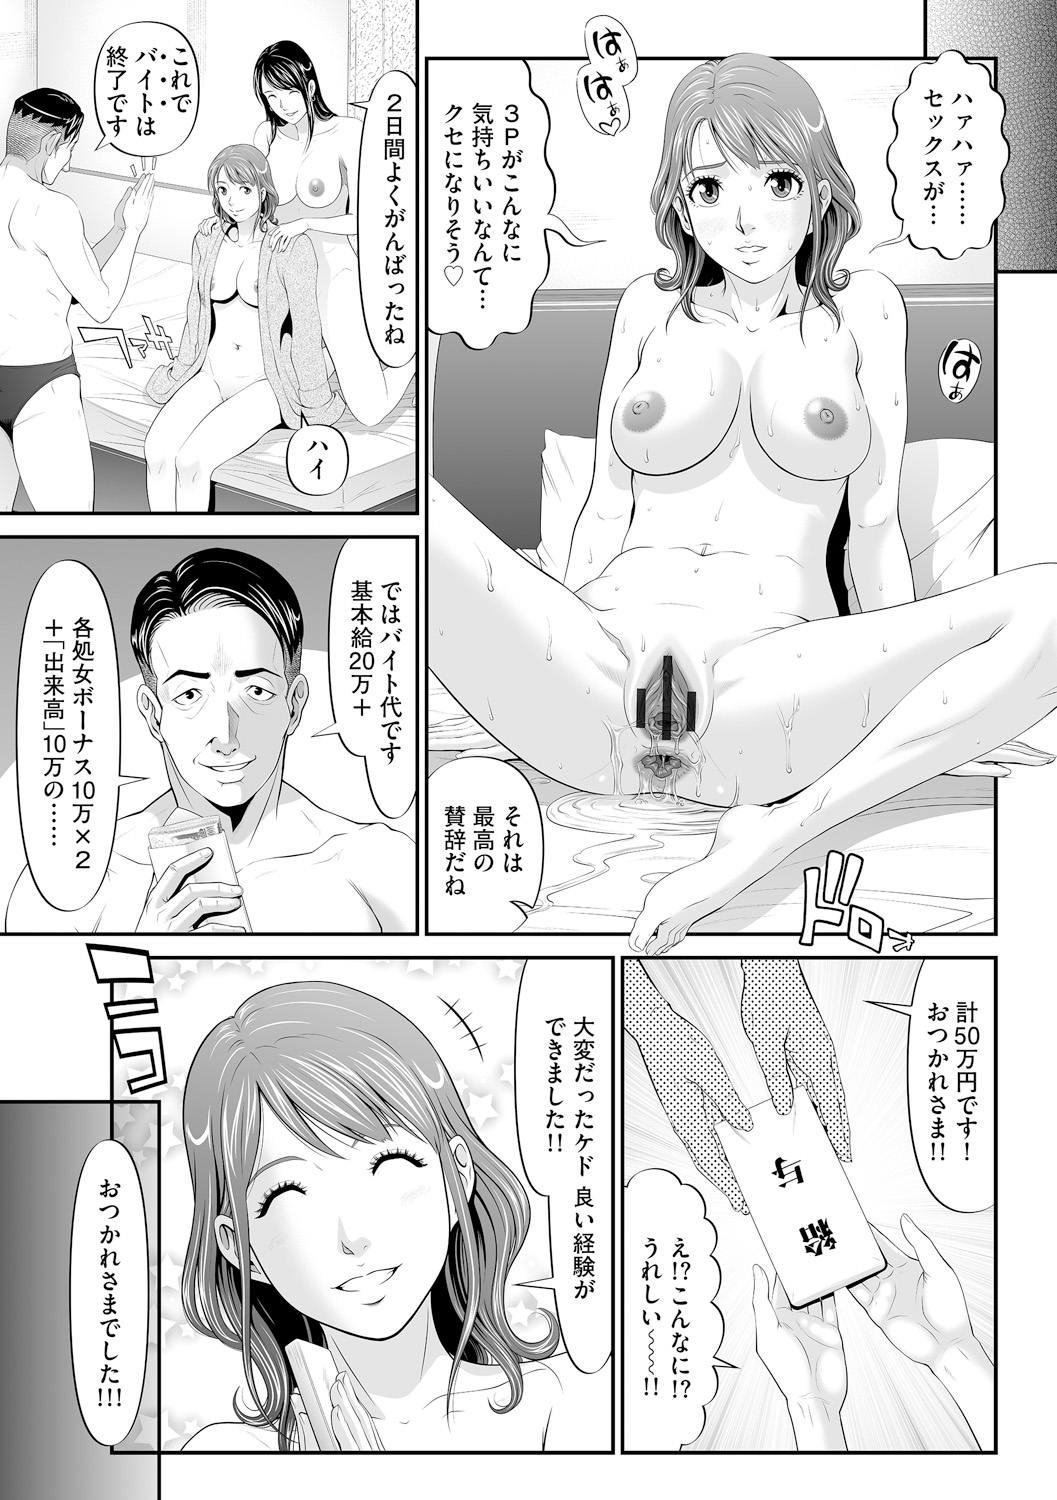 ハァハァ……
セックスが…
はぁ
はぁ♡
3Pがこんなに
気持ちいいなんて…
クセになりそう♡
はぁ
それは
最高の
賛辞だね
ドロォ
2日間よくがんばったね
これで
バイトは
終了です
ファサッ
ハイ
ではバイト代です
基本給20万+
各処女ボーナス10万×2
+「出来高」10万の……
計50万円です!
おつかれさま!!
給与
え!?こんなに!?
うれしい〜〜!!
大変だったケド 良い経験が
できました!!
ニコ
おつかれさまでした!!!